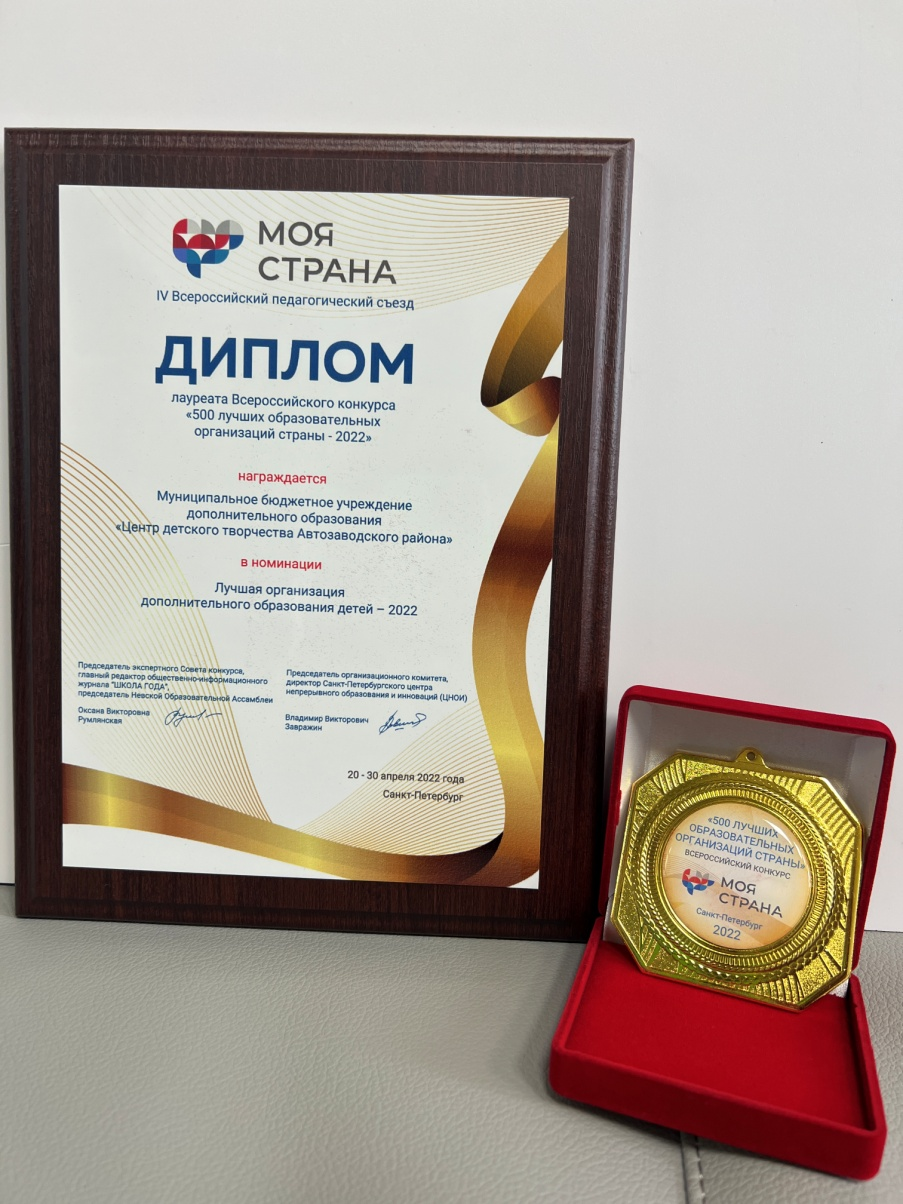 МОЯ
СТРАНА
IV Всероссийский педагогический съезд
ДИПЛОМ
лауреата Всероссийского конкурса
«500 лучших образовательных
организаций страны - 2022»
награждается
Муниципальное бюджетное учреждение
дополнительного образования
«Центр детского творчества Автозаводского района»
в номинации
Лучшая организация
дополнительного образования детей – 2022
Председатель экспертного Совета конкурса,
главный редактор общественно-информационного
журнала "ШКОЛА ГОДА",
председатель Невской Образовательной Ассамблеи
Оксана Викторовна
Румлянская
Председатель организационного комитета,
директор Санкт-Петербургского центра
непрерывного образования и инноваций (ЦНОИ)
Владимир Викторович
Завражин
20 - 30 апреля 2022 года
Санкт-Петербург
«500 ЛУЧШИХ
ОБРАЗОВАТЕЛЬНЫХ
ОРГАНИЗАЦИЙ СТРАНЫ»
ВСЕРОССИЙСКИЙ КОНКУРС
МОЯ
СТРАНА
Санкт-Петербург
2022